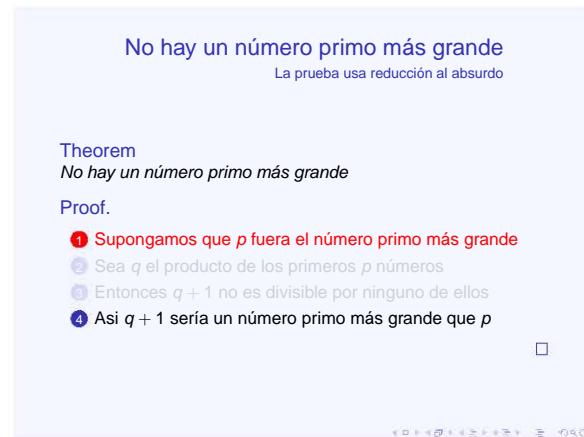 No hay un número primo más grande
La prueba usa reducción al absurdo
Theorem
No hay un número primo más grande
Proof.
1 Supongamos que p fuera el número primo más grande
2 Sea q el producto de los primeros p números
3 Entonces q + 1 no es divisible por ninguno de ellos
4 Asi q + 1 sería un número primo más grande que p